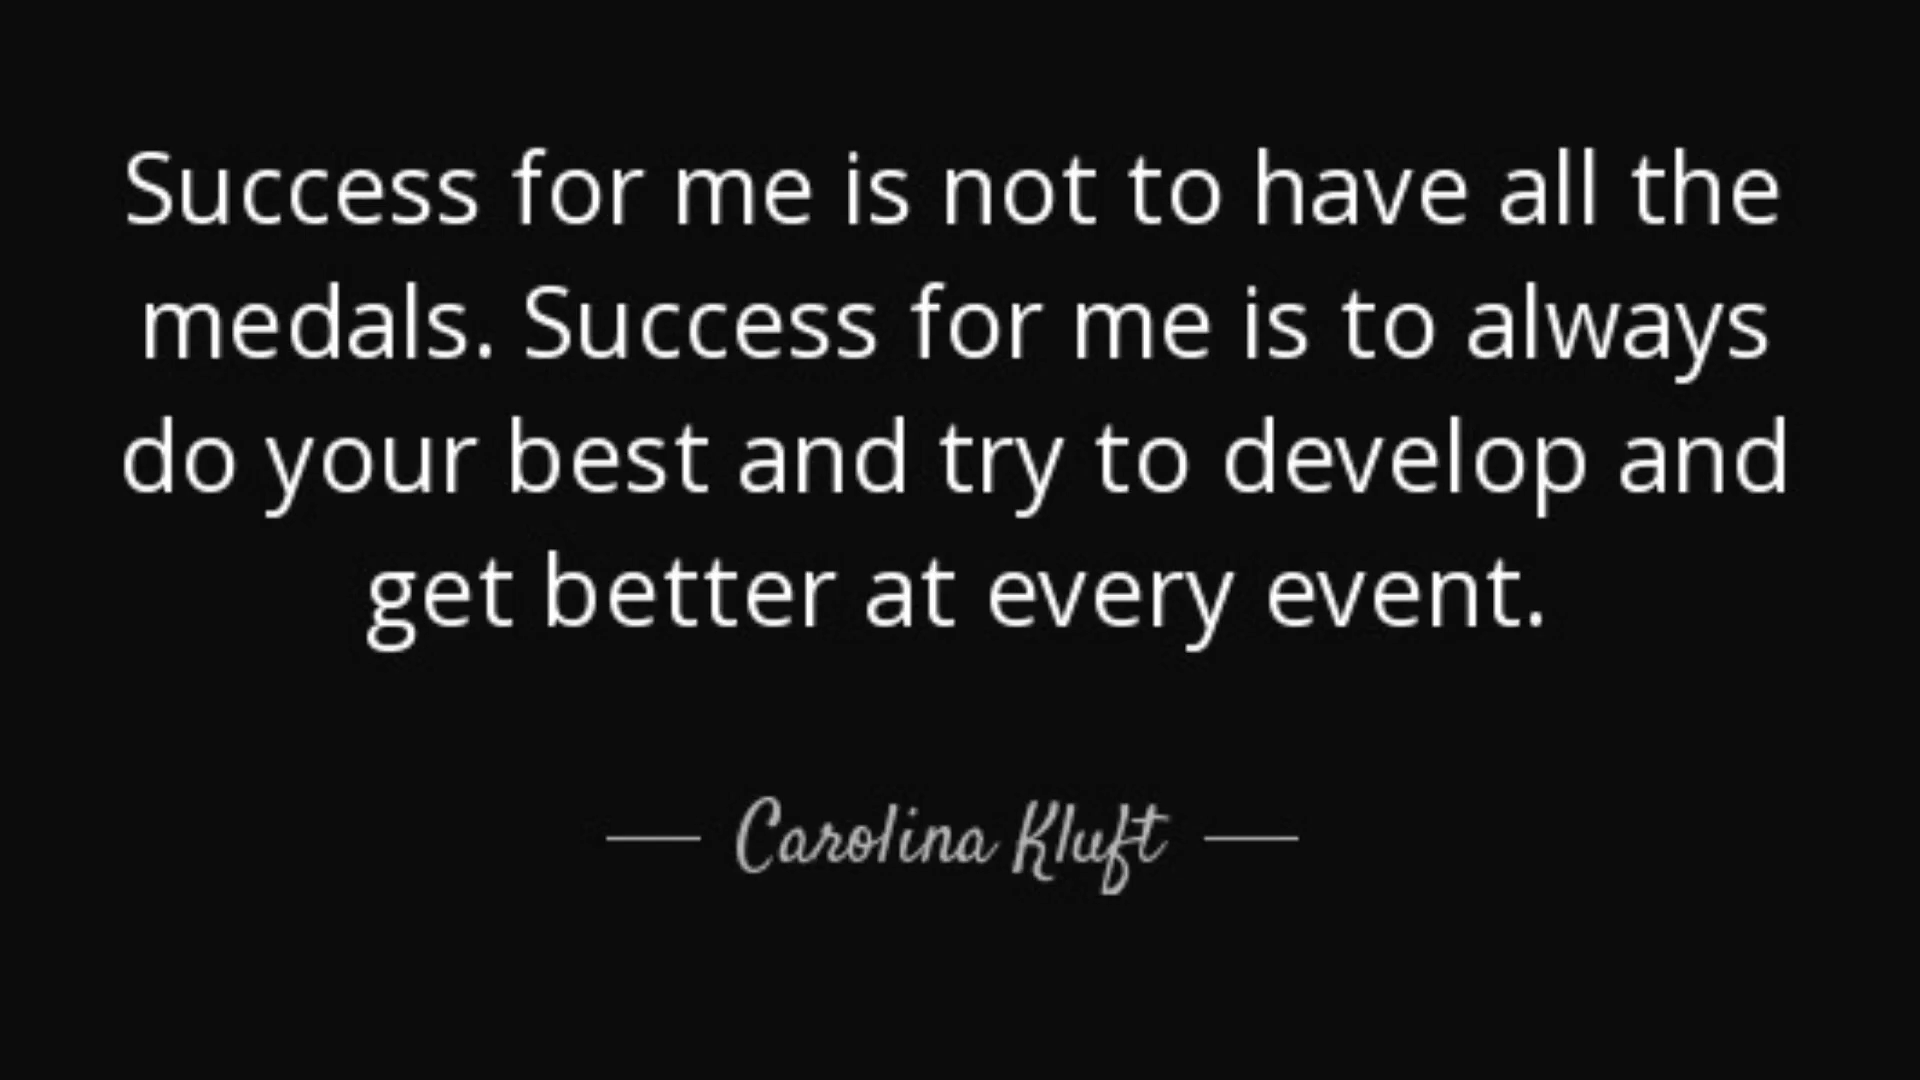 Success for me is not to have all the
medals. Success for me is to always
do your best and try to develop and
get better at every event.
— Carolina Kluft —